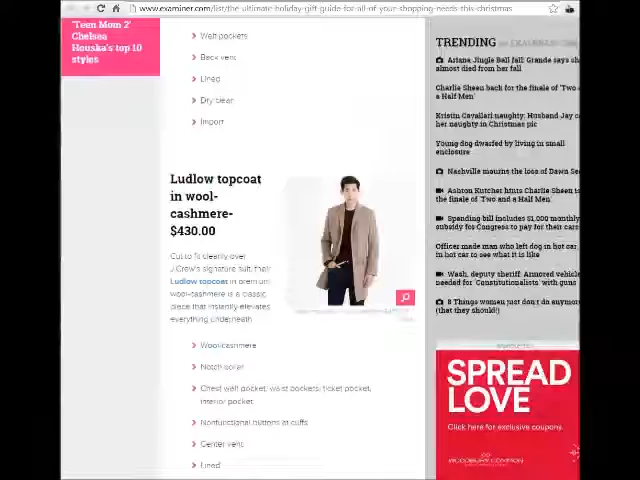 www.examiner.com/list/the-ultimate-holiday-gift-guide-for-all-of-your-shopping-needs-this-christmas
'Teen Mom 2'
Chelsea
Houska's top 10
styles
Welt pockets
Back vent
Lined
Dry clean
Import
Ludlow topcoat
in wool-
cashmere-
$430.00
Cut to fit cleanly over
J.Crew's signature suit, their
Ludlow topcoat in premium
wool-cashmere is a classic
piece that instantly elevates
everything underneath
Wool/cashmere
Notch collar
Chest welt pocket, waist pockets, ticket pocket,
interior pocket
Nonfunctional buttons at cuffs
Center vent
Lined
TRENDING
Ariana Jingle Ball fall: Grande says sh
almost died from her fall
Charlie Sheen back for the finale of 'Two a
a Half Men'
Kristin Cavallari naughty: Husband Jay c
her naughty in Christmas pic
Young dog dwarfed by living in small
enclosure
Nashville mourns the loss of Dawn Se
Ashton Kutcher hints Charlie Sheen is
the finale of 'Two and a Half Men'
Spending bill includes $1,000 monthly
subsidy for Congress to pay for their cars
Officer made man who left dog in hot car
in hot car to see what it is like
Wash. deputy sheriff: Armored vehicle
needed for 'Constitutionalists' with guns
8 Things women just don't do anymor
(that they should!)
SPREAD
LOVE
Click here for exclusive coupons.
WOODBURY COMMON